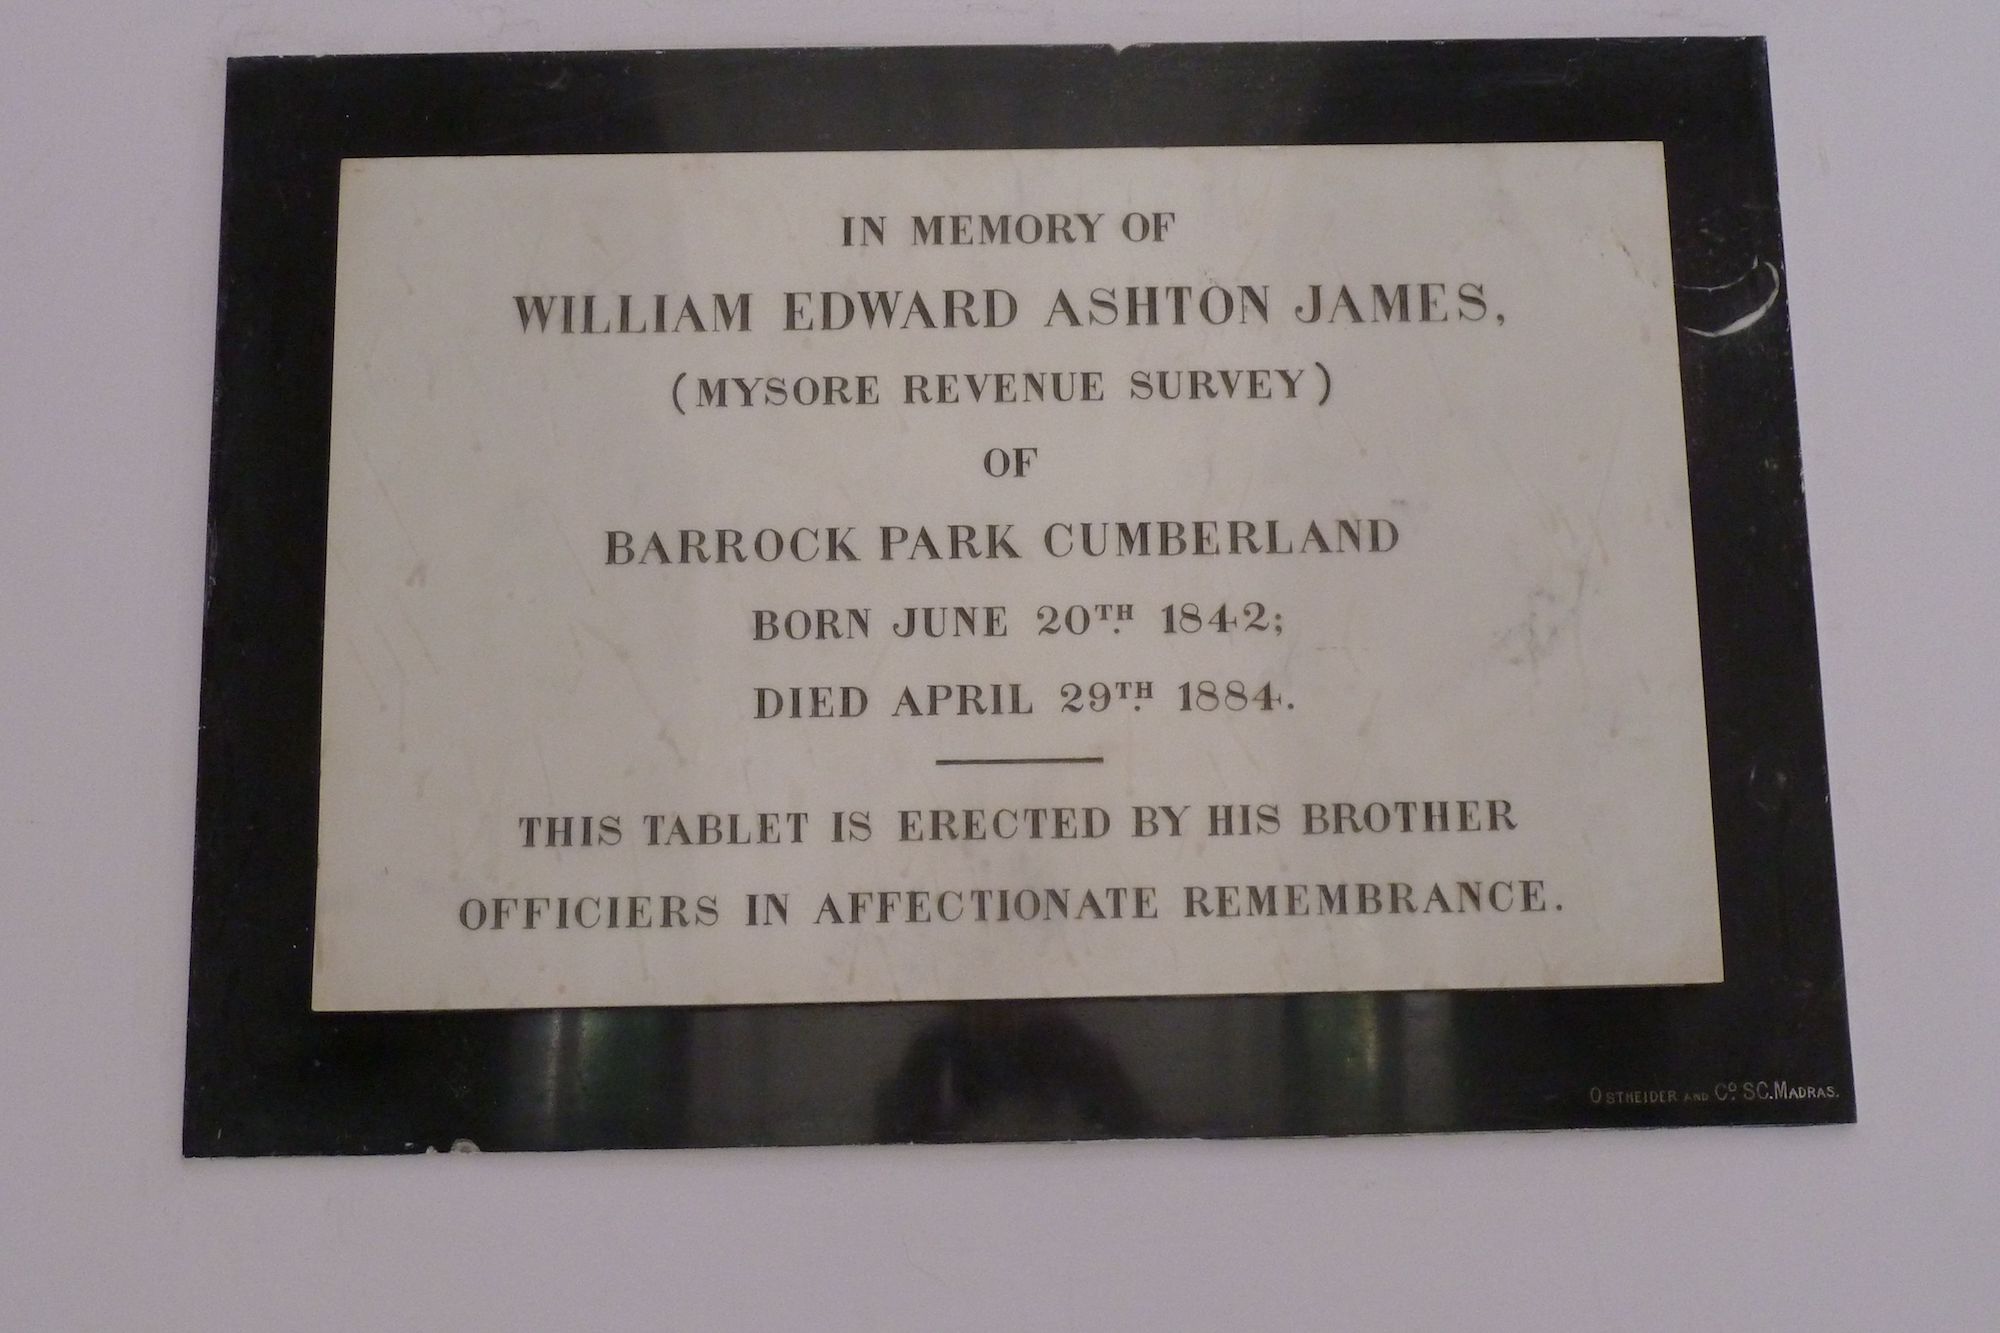 IN MEMORY OF
WILLIAM EDWARD ASHTON JAMES,
(MYSORE REVENUE SURVEY)
OF
BARROCK PARK CUMBERLAND
BORN JUNE 20TH. 1842;
DIED APRIL 29TH. 1884.
THIS TABLET IS ERECTED BY HIS BROTHER
OFFICIERS IN AFFECTIONATE REMEMBRANCE.
OSTHEIDER AND Co. SC. MADRAS.